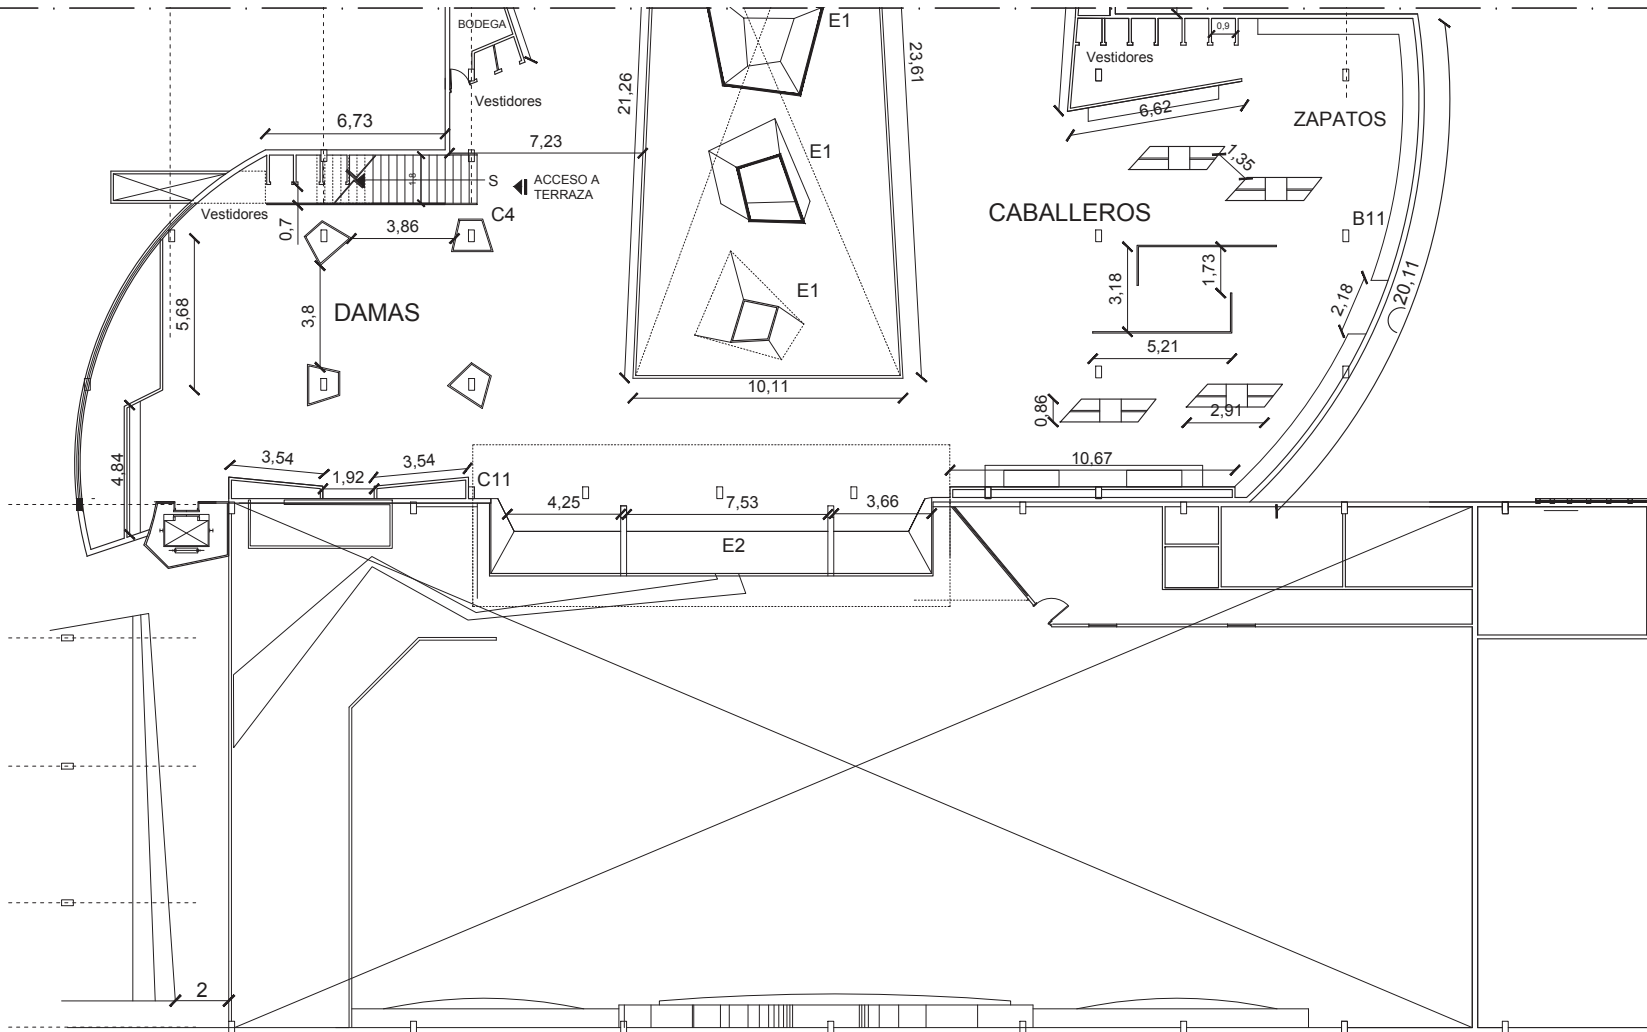 BODEGA
E1
0,9
Vestidores
23,61
21,26
Vestidores
6,62
ZAPATOS
6,73
7,23
E1
1,35
1,8
S
ACCESO A
TERRAZA
Vestidores
C4
CABALLEROS
B11
0,7
3,86
5,68
3,8
DAMAS
E1
3,18
1,73
2,18
20,11
5,21
10,11
0,86
2,91
4,84
3,54
1,92
3,54
C11
10,67
4,25
7,53
3,66
E2
2